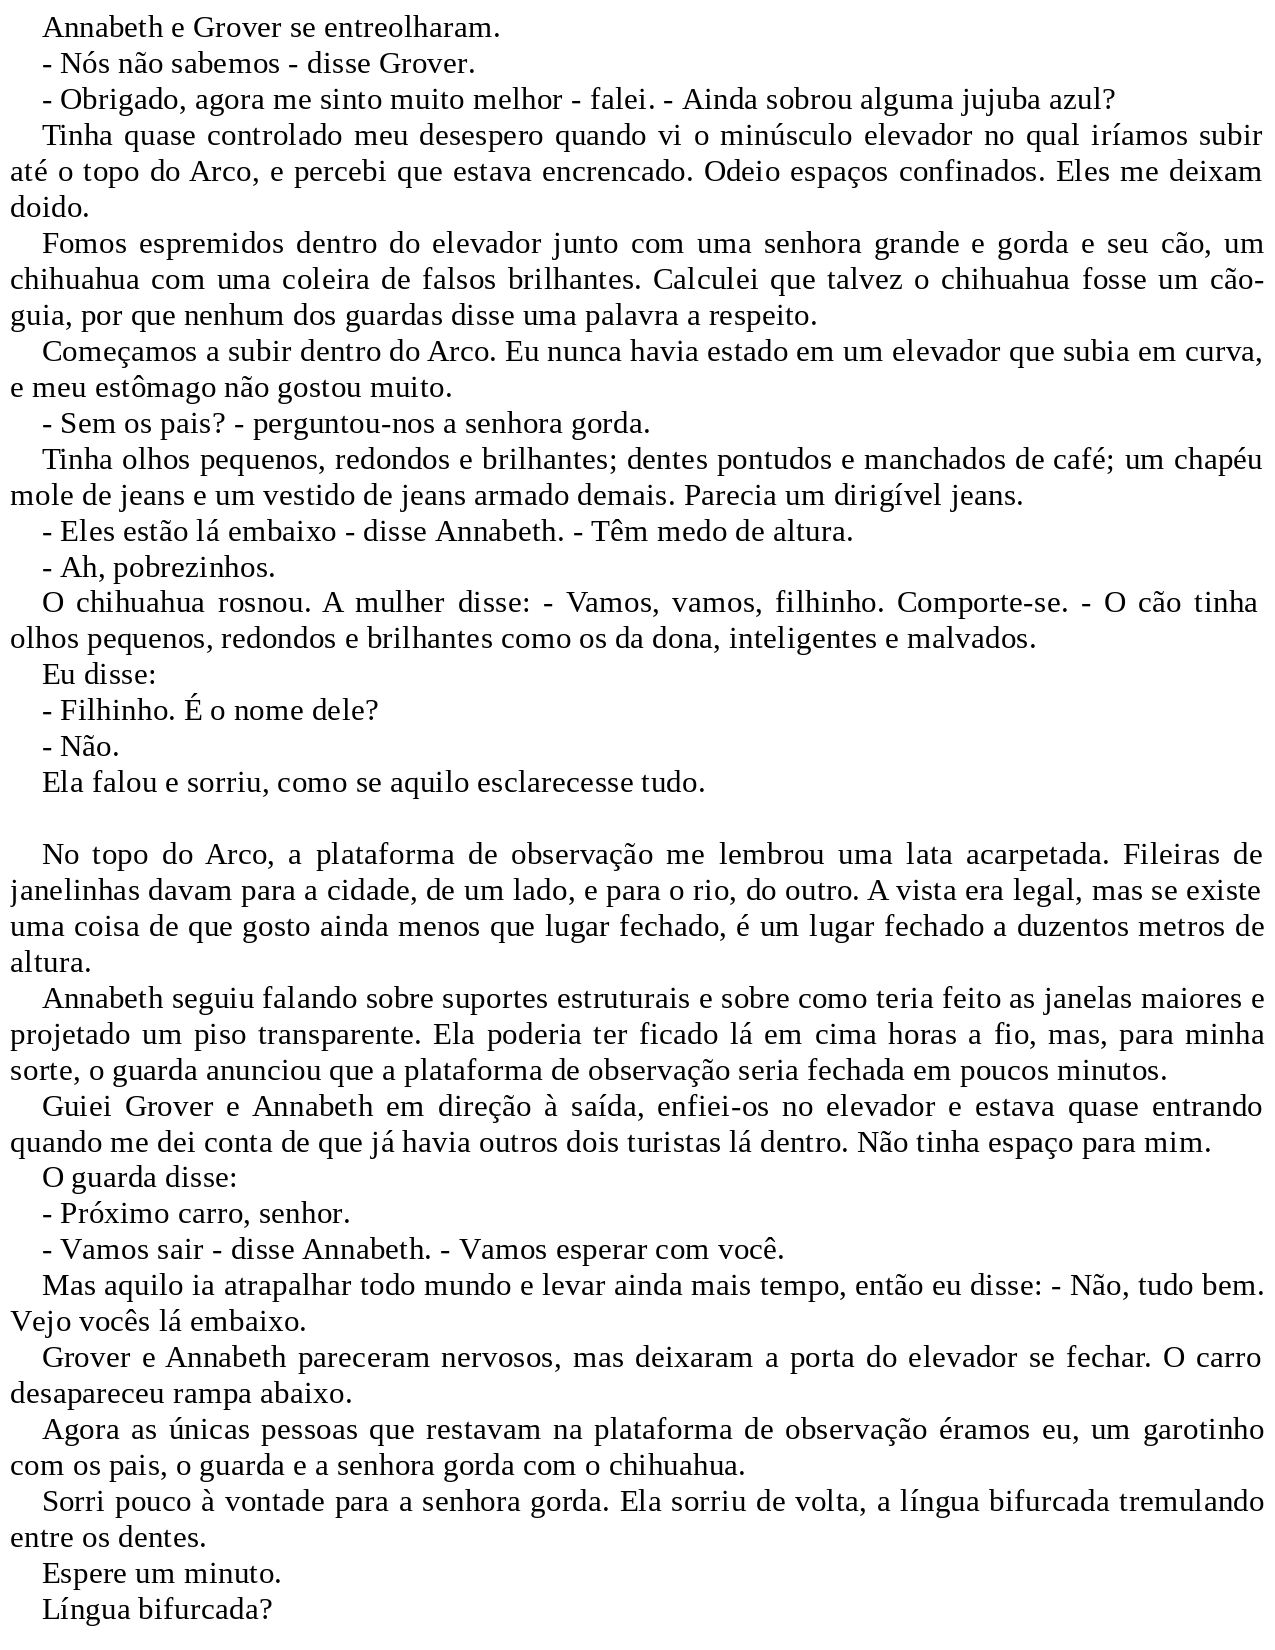 Annabeth e Grover se entreolharam.
- Nós não sabemos - disse Grover.
- Obrigado, agora me sinto muito melhor - falei. - Ainda sobrou alguma jujuba azul?
Tinha quase controlado meu desespero quando vi o minúsculo elevador no qual iríamos subir
até o topo do Arco, e percebi que estava encrencado. Odeio espaços confinados. Eles me deixam
doido.
Fomos espremidos dentro do elevador junto com uma senhora grande e gorda e seu cão, um
chihuahua com uma coleira de falsos brilhantes. Calculei que talvez o chihuahua fosse um cão-
guia, por que nenhum dos guardas disse uma palavra a respeito.
Começamos a subir dentro do Arco. Eu nunca havia estado em um elevador que subia em curva,
e meu estômago não gostou muito.
- Sem os pais? - perguntou-nos a senhora gorda.
Tinha olhos pequenos, redondos e brilhantes; dentes pontudos e manchados de café; um chapéu
mole de jeans e um vestido de jeans armado demais. Parecia um dirigível jeans.
- Eles estão lá embaixo - disse Annabeth. - Têm medo de altura.
- Ah, pobrezinhos.
O chihuahua rosnou. A mulher disse: - Vamos, vamos, filhinho. Comporte-se. - O cão tinha
olhos pequenos, redondos e brilhantes como os da dona, inteligentes e malvados.
Eu disse:
- Filhinho. É o nome dele?
- Não.
Ela falou e sorriu, como se aquilo esclarecesse tudo.
No topo do Arco, a plataforma de observação me lembrou uma lata acarpetada. Fileiras de
janelinhas davam para a cidade, de um lado, e para o rio, do outro. A vista era legal, mas se existe
uma coisa de que gosto ainda menos que lugar fechado, é um lugar fechado a duzentos metros de
altura.
Annabeth seguiu falando sobre suportes estruturais e sobre como teria feito as janelas maiores e
projetado um piso transparente. Ela poderia ter ficado lá em cima horas a fio, mas, para minha
sorte, o guarda anunciou que a plataforma de observação seria fechada em poucos minutos.
Guiei Grover e Annabeth em direção à saída, enfiei-os no elevador e estava quase entrando
quando me dei conta de que já havia outros dois turistas lá dentro. Não tinha espaço para mim.
O guarda disse:
- Próximo carro, senhor.
- Vamos sair - disse Annabeth. - Vamos esperar com você.
Mas aquilo ia atrapalhar todo mundo e levar ainda mais tempo, então eu disse: - Não, tudo bem.
Vejo vocês lá embaixo.
Grover e Annabeth pareceram nervosos, mas deixaram a porta do elevador se fechar. O carro
desapareceu rampa abaixo.
Agora as únicas pessoas que restavam na plataforma de observação éramos eu, um garotinho
com os pais, o guarda e a senhora gorda com o chihuahua.
Sorri pouco à vontade para a senhora gorda. Ela sorriu de volta, a língua bifurcada tremulando
entre os dentes.
Espere um minuto.
Língua bifurcada?